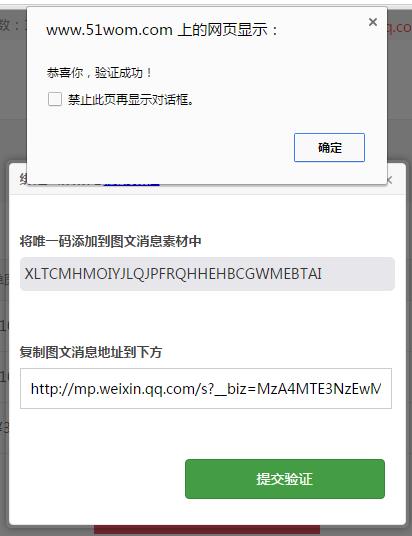 www.51wom.com 上的网页显示：
恭喜你，验证成功！
禁止此页再显示对话框。
确定
将唯一码添加到图文消息素材中
XLTCMHMOIYJLQJPFRQHHEHBCGWMEBTAI
复制图文消息地址到下方
http://mp.weixin.qq.com/s?__biz=MzA4MTE3NzEwM
提交验证